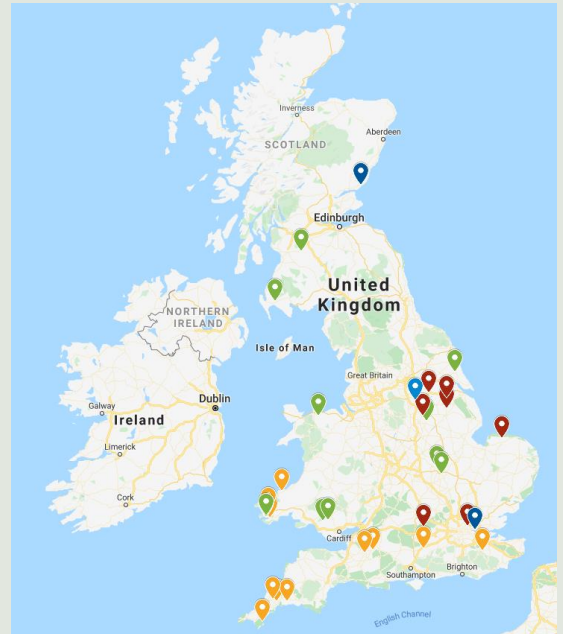 Inverness
Aberdeen
SCOTLAND
Edinburgh
United
Kingdom
NORTHERN
IRELAND
Isle of Man
Great Britain
Dublin
Galway
Ireland
Limerick
Cork
Cardiff
Southampton
Brighton
English Channel